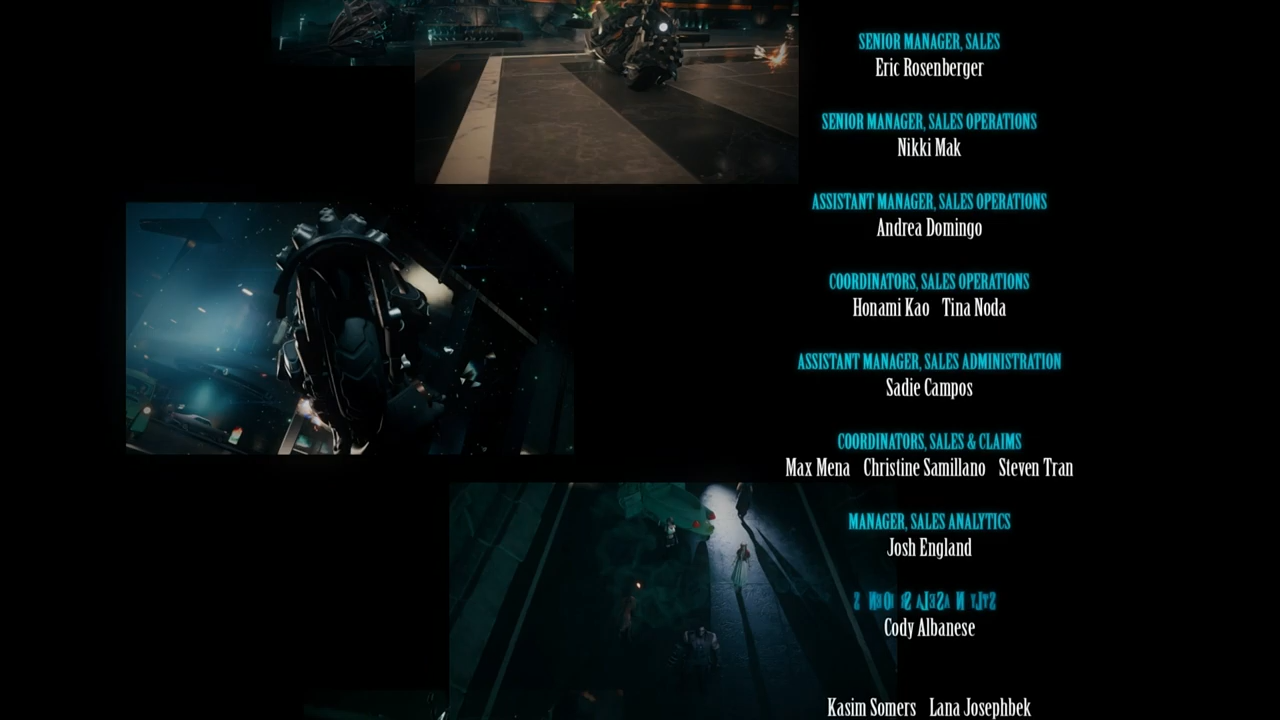 SENIOR MANAGER, SALES
Eric Rosenberger
SENIOR MANAGER, SALES OPERATIONS
Nikki Mak
ASSISTANT MANAGER, SALES OPERATIONS
Andrea Domingo
COORDINATORS, SALES OPERATIONS
Honami Kao Tina Noda
ASSISTANT MANAGER, SALES ADMINISTRATION
Sadie Campos
COORDINATORS, SALES & CLAIMS
Max Mena Christine Samillano Steven Tran
MANAGER, SALES ANALYTICS
Josh England
Cody Albanese
Kasim Somers Lana Josephbek